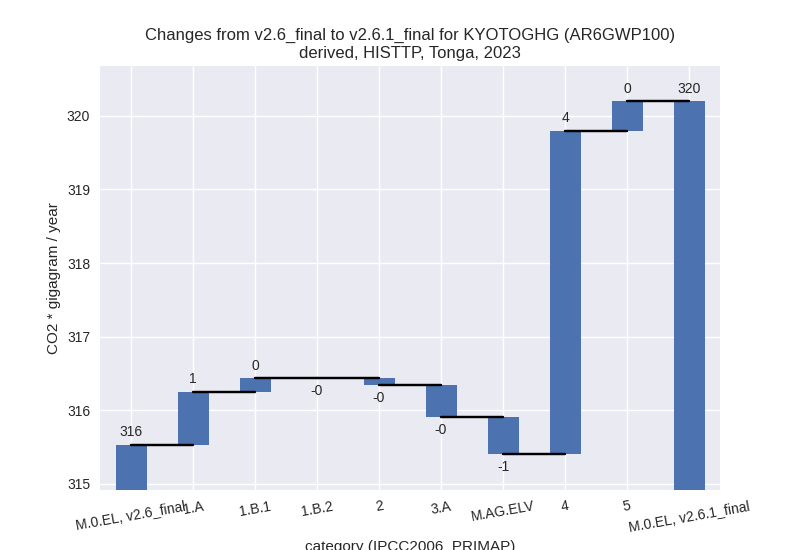 Changes from v2.6_final to v2.6.1_final for KYOTOGHG (AR6GWP100)
derived, HISTTP, Tonga, 2023
CO2 * gigagram / year
320
319
318
317
316
315
316
1
0
-0
-0
-0
-1
4
0
320
M.0.EL, v2.6_final
1.A
1.B.1
1.B.2
2
3.A
M.AG.ELV
4
5
M.0.EL, v2.6.1_final
category (IPCC2006_PRIMAP)